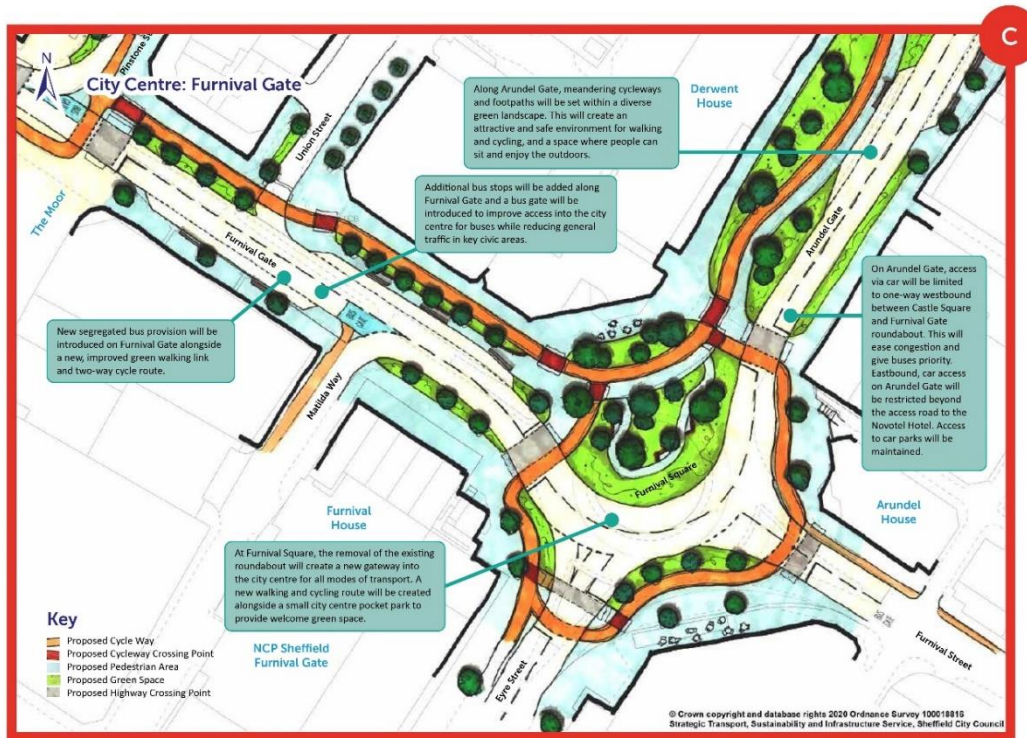 C
N
City Centre: Furnival Gate
Pinstone
Union Street
The Moor
Furnival Gate
Along Arundel Gate, meandering cycleways
and footpaths will be set within a diverse
green landscape. This will create an
attractive and safe environment for walking
and cycling, and a space where people can
sit and enjoy the outdoors.
Derwent
House
Additional bus stops will be added along
Furnival Gate and a bus gate will be
introduced to improve access into the city
centre for buses while reducing general
traffic in key civic areas.
Arundel Gate
On Arundel Gate, access
via car will be limited
to one-way westbound
between Castle Square
and Furnival Gate
roundabout. This will
ease congestion and
give buses priority.
Eastbound, car access
on Arundel Gate will
be restricted beyond
the access road to the
Novotel Hotel. Access
to car parks will be
maintained.
New segregated bus provision will be
introduced on Furnival Gate alongside
a new, improved green walking link
and two-way cycle route.
Matilda Way
Furnival
House
Furnival Square
Arundel
House
At Furnival Square, the removal of the existing
roundabout will create a new gateway into
the city centre for all modes of transport. A
new walking and cycling route will be created
alongside a small city centre pocket park to
provide welcome green space.
NCP Sheffield
Furnival Gate
Eyre Street
Furnival Street
Key
Proposed Cycle Way
Proposed Cycleway Crossing Point
Proposed Pedestrian Area
Proposed Green Space
Proposed Highway Crossing Point
© Crown copyright and database rights 2020 Ordnance Survey 100018816
Strategic Transport, Sustainability and Infrastructure Service, Sheffield City Council